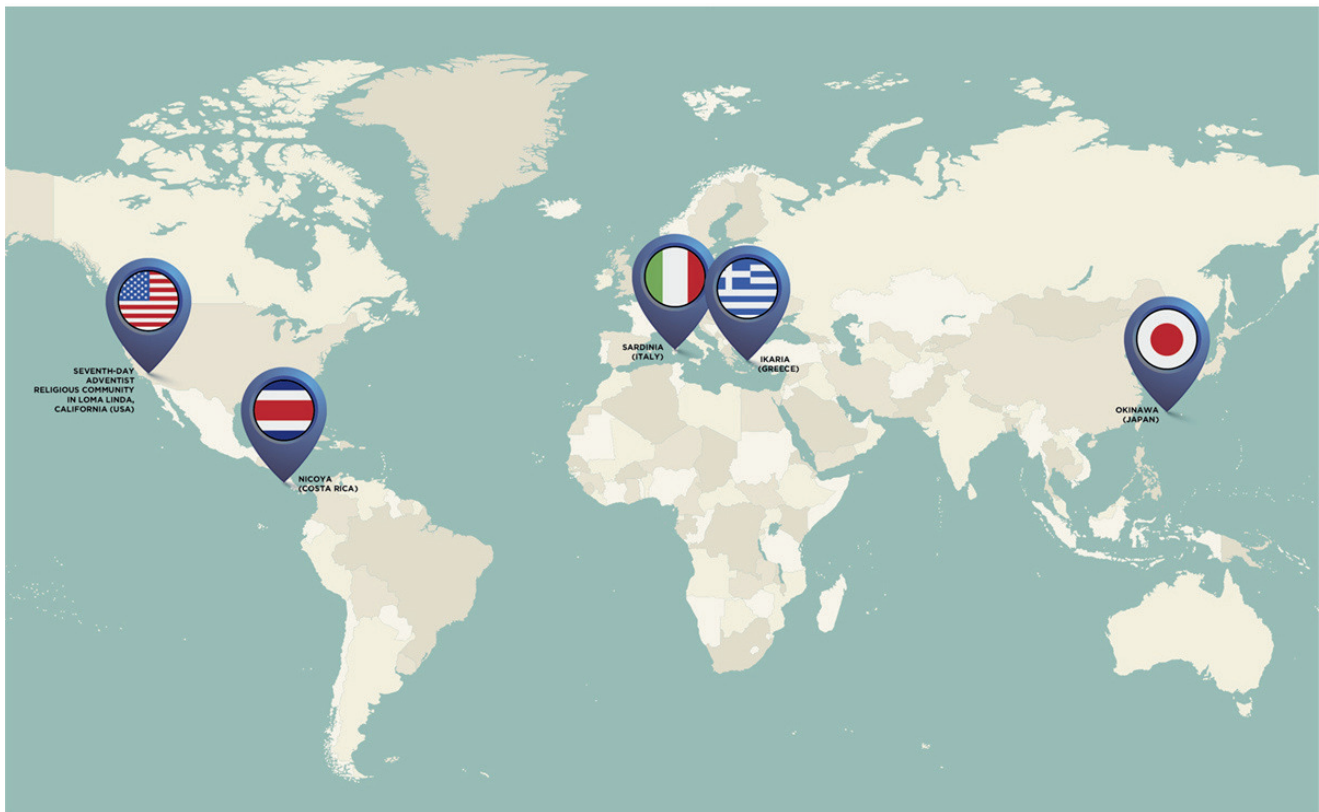 SEVENTH-DAY
ADVENTIST
RELIGIOUS COMMUNITY
IN LOMA LINDA,
CALIFORNIA (USA)
NICOYA
(COSTA RICA)
SARDINIA
(ITALY)
IKARIA
(GREECE)
OKINAWA
(JAPAN)